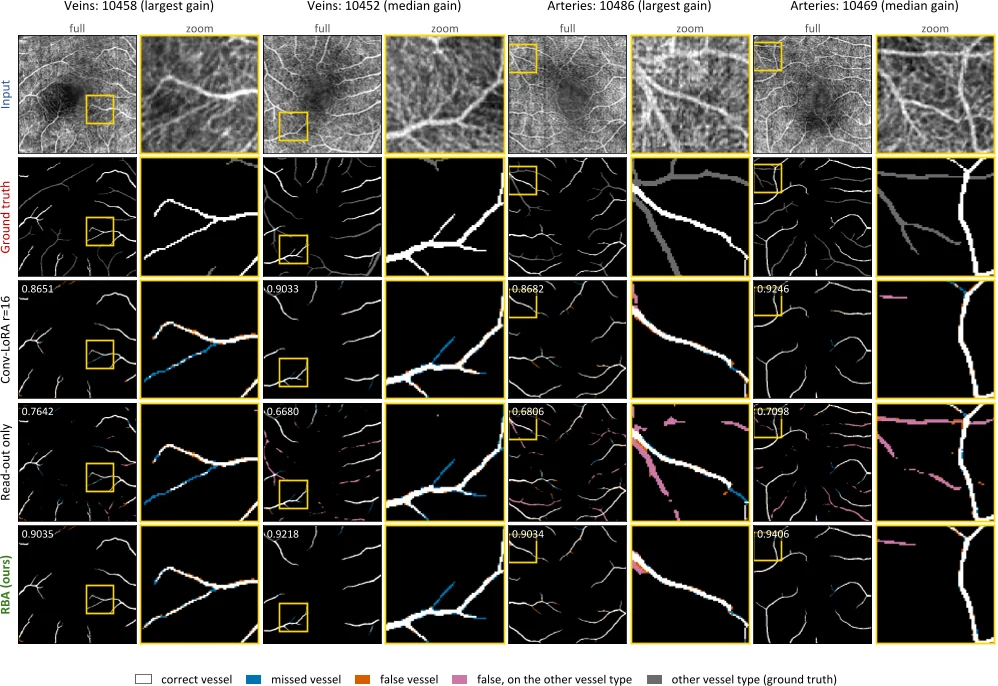 Veins: 10458 (largest gain) Veins: 10452 (median gain) Arteries: 10486 (largest gain) Arteries: 10469 (median gain)
full zoom full zoom full zoom full zoom
Input
Ground truth
Conv-LoRA r=16
0.8651 0.9033 0.8682 0.9246
Read-out only
0.7642 0.6680 0.6806 0.7098
RBA (ours)
0.9035 0.9218 0.9034 0.9406
correct vessel missed vessel false vessel false, on the other vessel type other vessel type (ground truth)